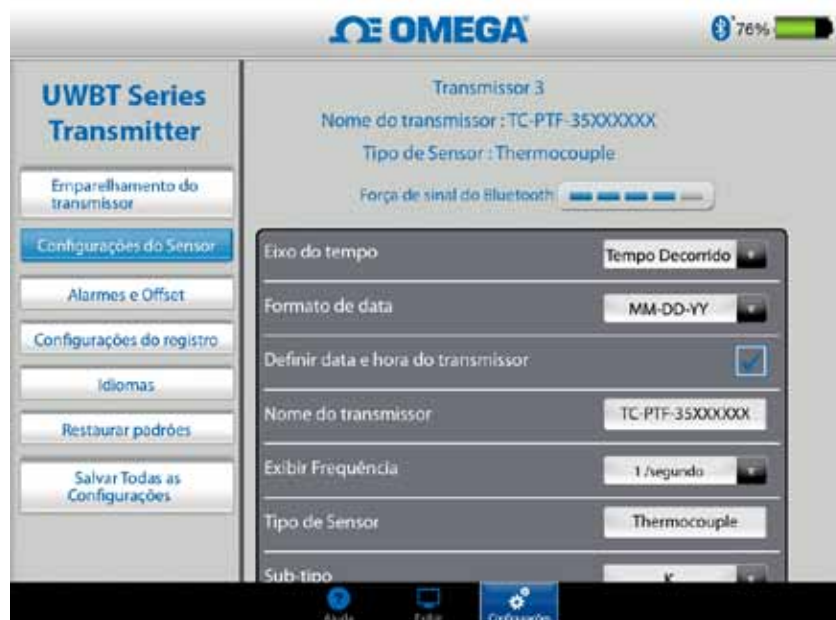 OMEGA
76%
UWBT Series
Transmitter
Emparelhamento do
transmissor
Configurações do Sensor
Alarmes e Offset
Configurações do registro
Idiomas
Restaurar padrões
Salvar Todas as
Configurações
Transmissor 3
Nome do transmissor : TC-PTF-35XXXXXX
Tipo de Sensor : Thermocouple
Força de sinal do Bluetooth
Eixo do tempo
Tempo Decorrido
Formato de data
MM-DD-YY
Definir data e hora do transmissor
Nome do transmissor
TC-PTF-35XXXXXX
Exibir Frequência
1 /segundo
Tipo de Sensor
Thermocouple
Sub-tipo
K
Ajuda
Exibir
Configurações